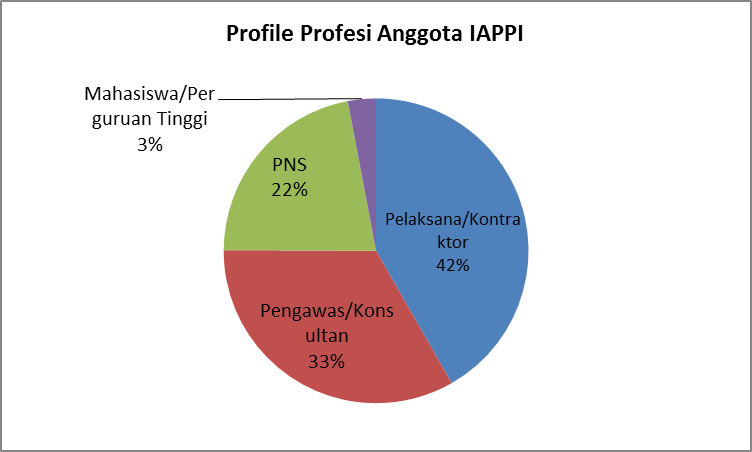 Profile Profesi Anggota IAPPI
Mahasiswa/Per
guruan Tinggi
3%
PNS
22%
Pelaksana/Kontra
ktor
42%
Pengawas/Kons
ultan
33%